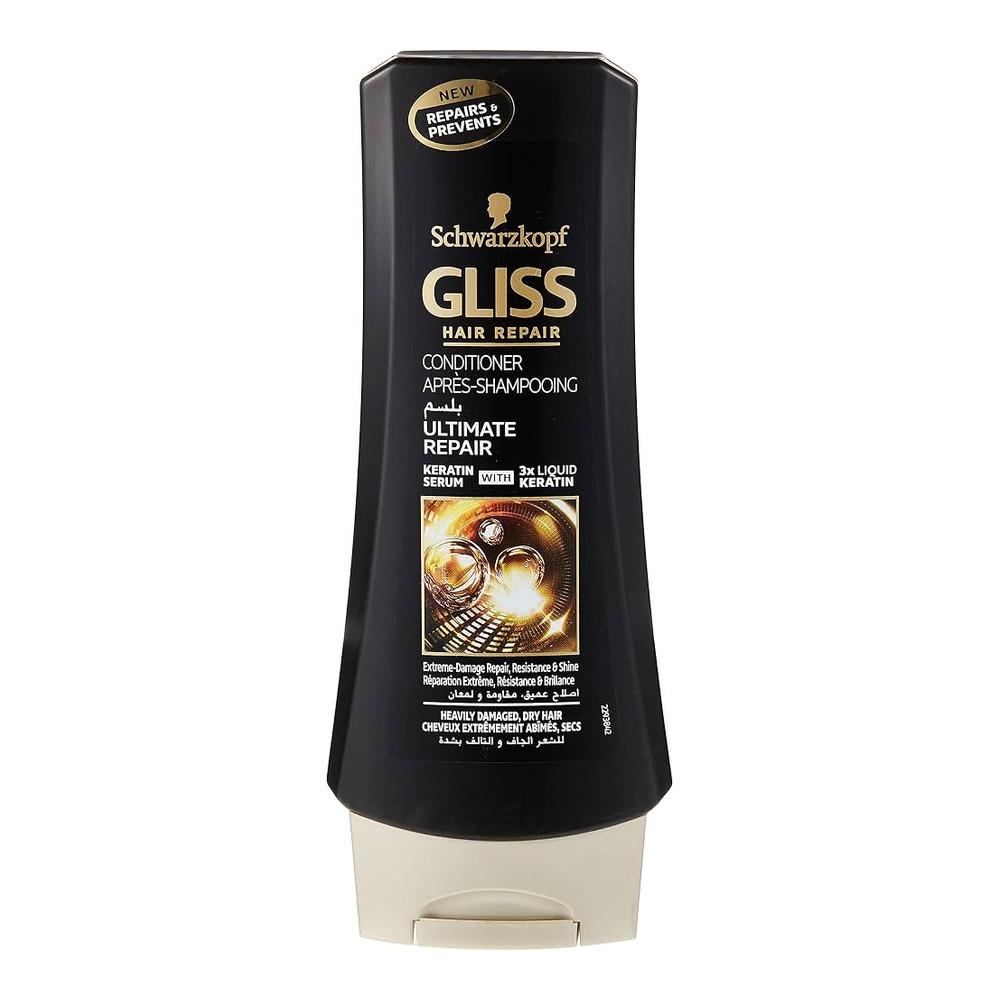 NEW
REPAIRS &
PREVENTS
Schwarzkopf
GLISS
HAIR REPAIR
CONDITIONER
APRÈS-SHAMPOOING
بلسم
ULTIMATE
REPAIR
KERATIN SERUM WITH 3x LIQUID KERATIN
Extreme-Damage Repair, Resistance & Shine
Réparation Extrême, Résistance & Brillance
اصلاح عميق، مقاومة و لمعان
HEAVILY DAMAGED, DRY HAIR
CHEVEUX EXTRÊMEMENT ABÎMÉS, SECS
للشعر الجاف و التالف بشدة
2293842